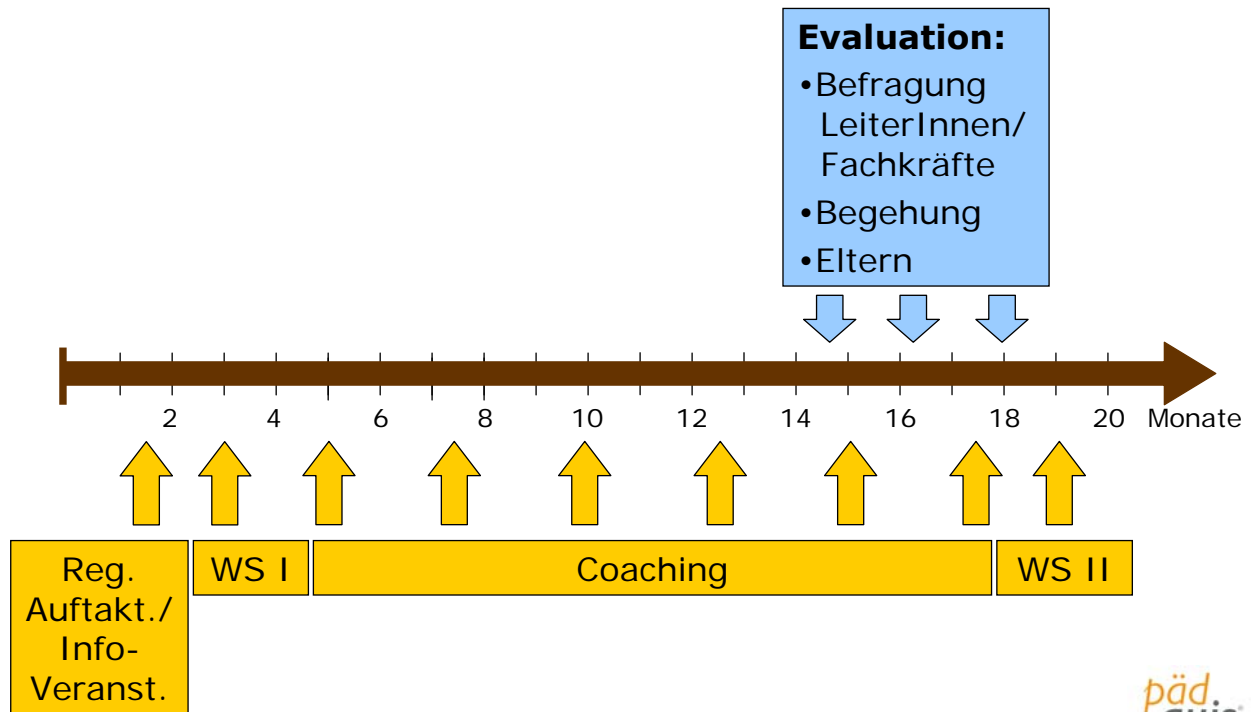 Evaluation:
•Befragung
LeiterInnen/
Fachkräfte
•Begehung
•Eltern
2 4 6 8 10 12 14 16 18 20 Monate
Reg.
Auftakt./
Info-
Veranst.
WS I
Coaching
WS II
päd